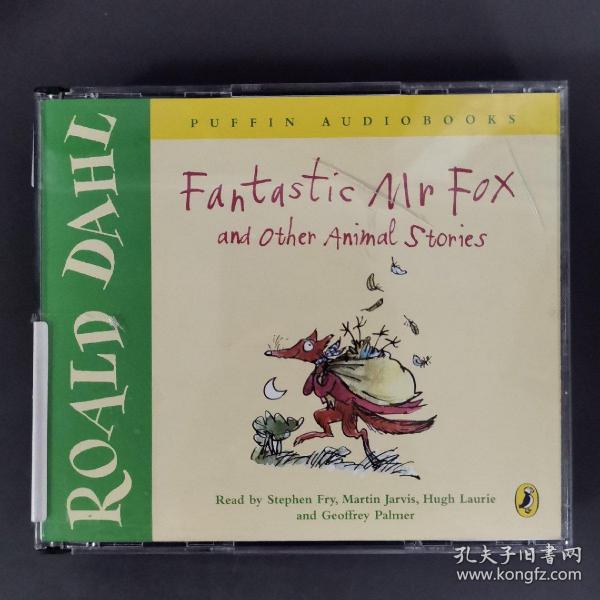 ROALD DAHL
PUFFIN AUDIOBOOKS
Fantastic Mr Fox
and Other Animal Stories
Read by Stephen Fry, Martin Jarvis, Hugh Laurie
and Geoffrey Palmer
孔夫子旧书网
www.kongfz.com